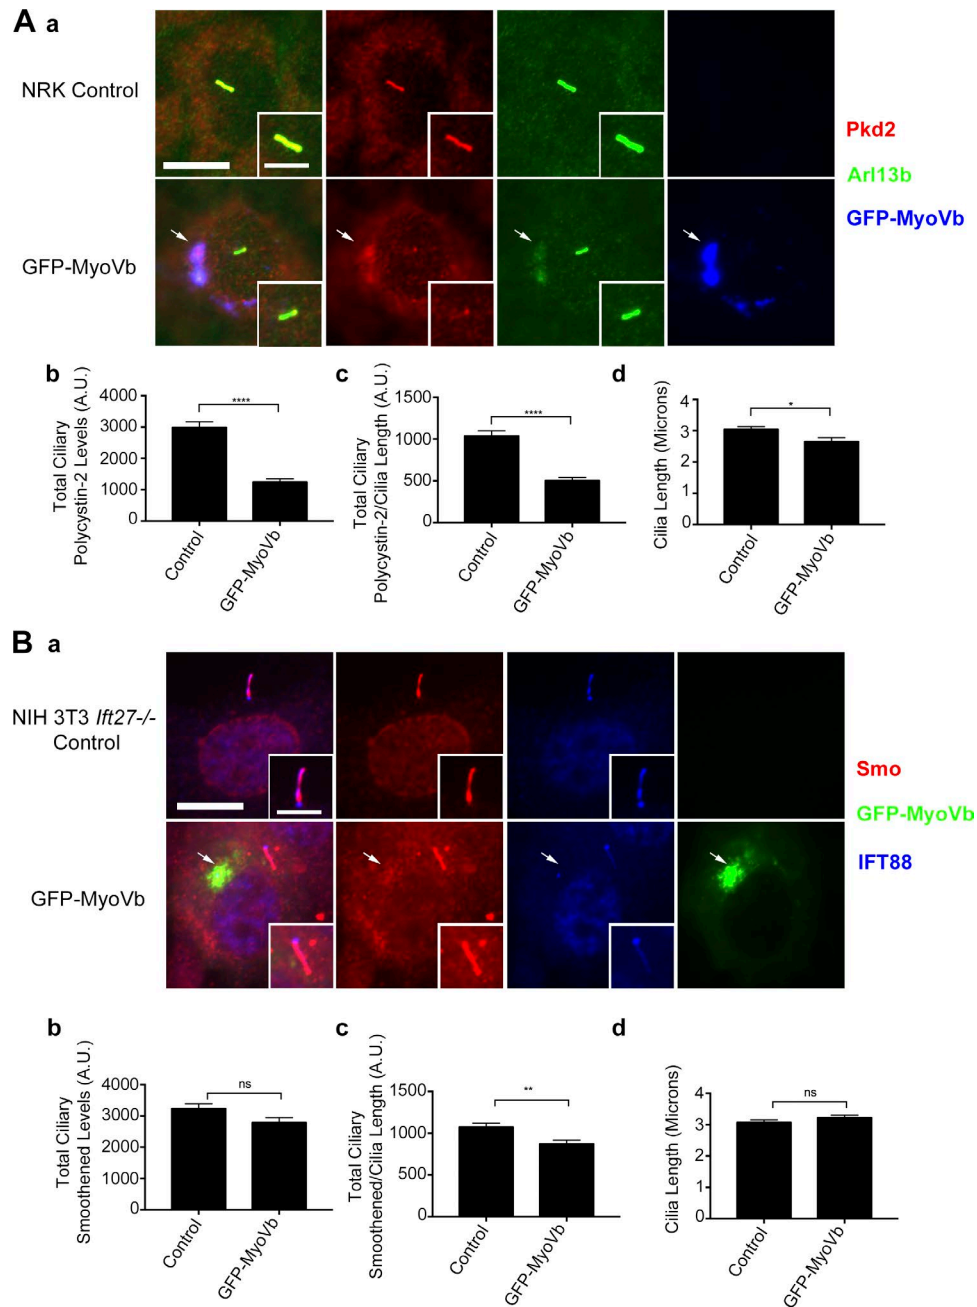 A a
NRK Control
GFP-MyoVb
Pkd2
Arl13b
GFP-MyoVb
b
Total Ciliary
Polycystin-2 Levels (A.U.)
4000
3000
2000
1000
0
****
Control
GFP-MyoVb
c
Total Ciliary
Polycystin-2/Cilia Length (A.U.)
1500
1000
500
0
****
Control
GFP-MyoVb
d
Cilia Length (Microns)
4
3
2
1
0
*
Control
GFP-MyoVb
B a
NIH 3T3 Ift27-/-
Control
GFP-MyoVb
Smo
GFP-MyoVb
IFT88
b
Total Ciliary
Smoothened Levels (A.U.)
4000
3000
2000
1000
0
ns
Control
GFP-MyoVb
c
Total Ciliary
Smoothened/Cilia Length (A.U.)
1500
1000
500
0
**
Control
GFP-MyoVb
d
Cilia Length (Microns)
4
3
2
1
0
ns
Control
GFP-MyoVb